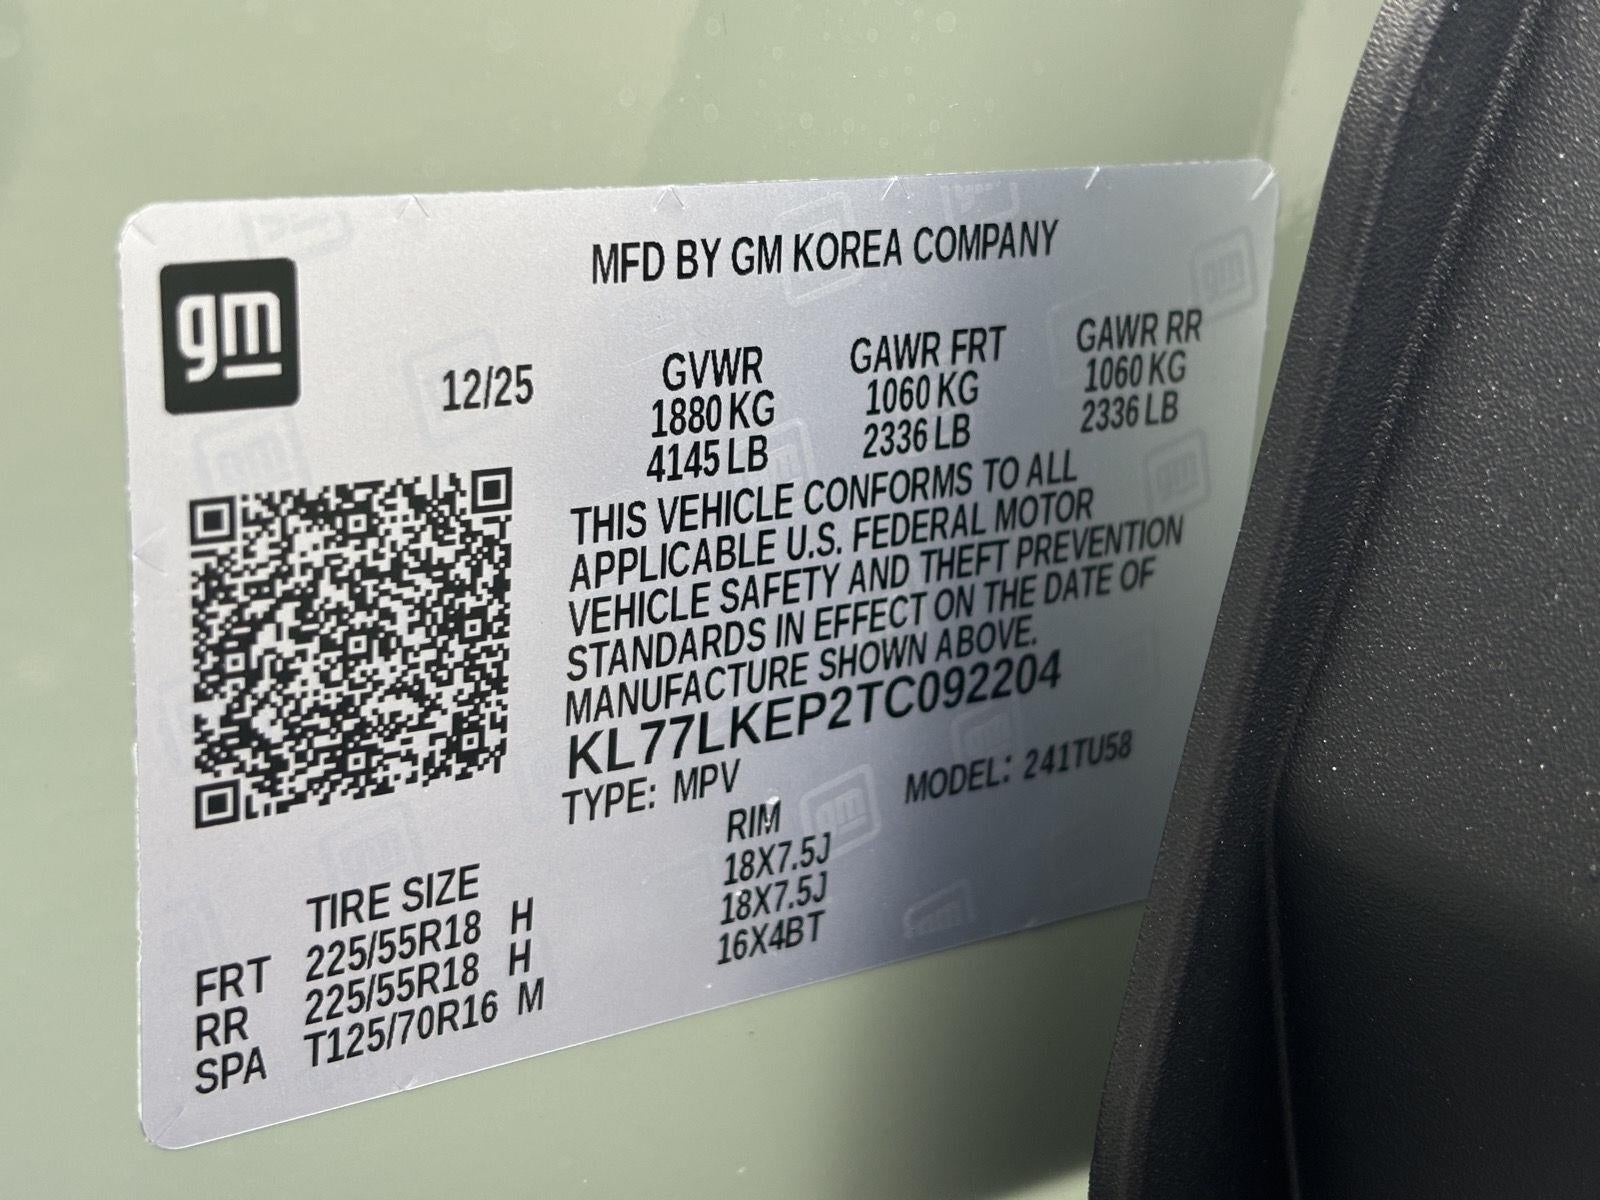 gm
MFD BY GM KOREA COMPANY
12/25 GVWR GAWR FRT GAWR RR
1880 KG 1060 KG 1060 KG
4145 LB 2336 LB 2336 LB
THIS VEHICLE CONFORMS TO ALL
APPLICABLE U.S. FEDERAL MOTOR
VEHICLE SAFETY AND THEFT PREVENTION
STANDARDS IN EFFECT ON THE DATE OF
MANUFACTURE SHOWN ABOVE.
KL77LKEP2TC092204
TYPE: MPV MODEL: 241TU58
TIRE SIZE RIM
FRT 225/55R18 H 18X7.5J
RR 225/55R18 H 18X7.5J
SPA T125/70R16 M 16X4BT